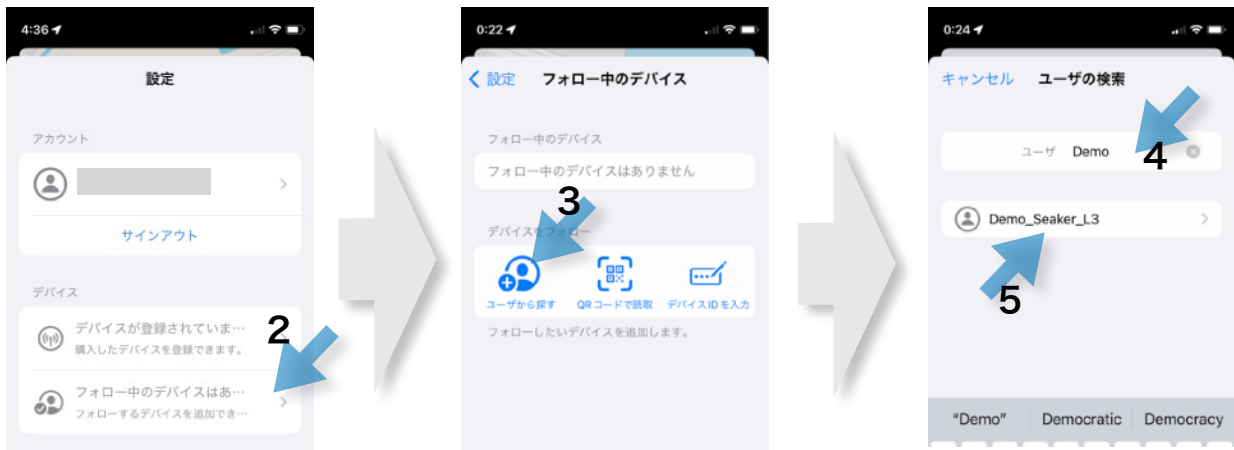 4:36
設定
アカウント
サインアウト
デバイス
デバイスが登録されていま…
購入したデバイスを登録できます。
2
フォロー中のデバイスはあ…
フォローするデバイスを追加でき…
0:22
設定
フォロー中のデバイス
フォロー中のデバイス
フォロー中のデバイスはありません
3
デバイスをフォロー
ユーザから探す
QRコードで読取
デバイスIDを入力
フォローしたいデバイスを追加します。
0:24
キャンセル
ユーザの検索
ユーザ Demo
4
Demo_Seaker_L3
5
"Demo"
Democratic
Democracy